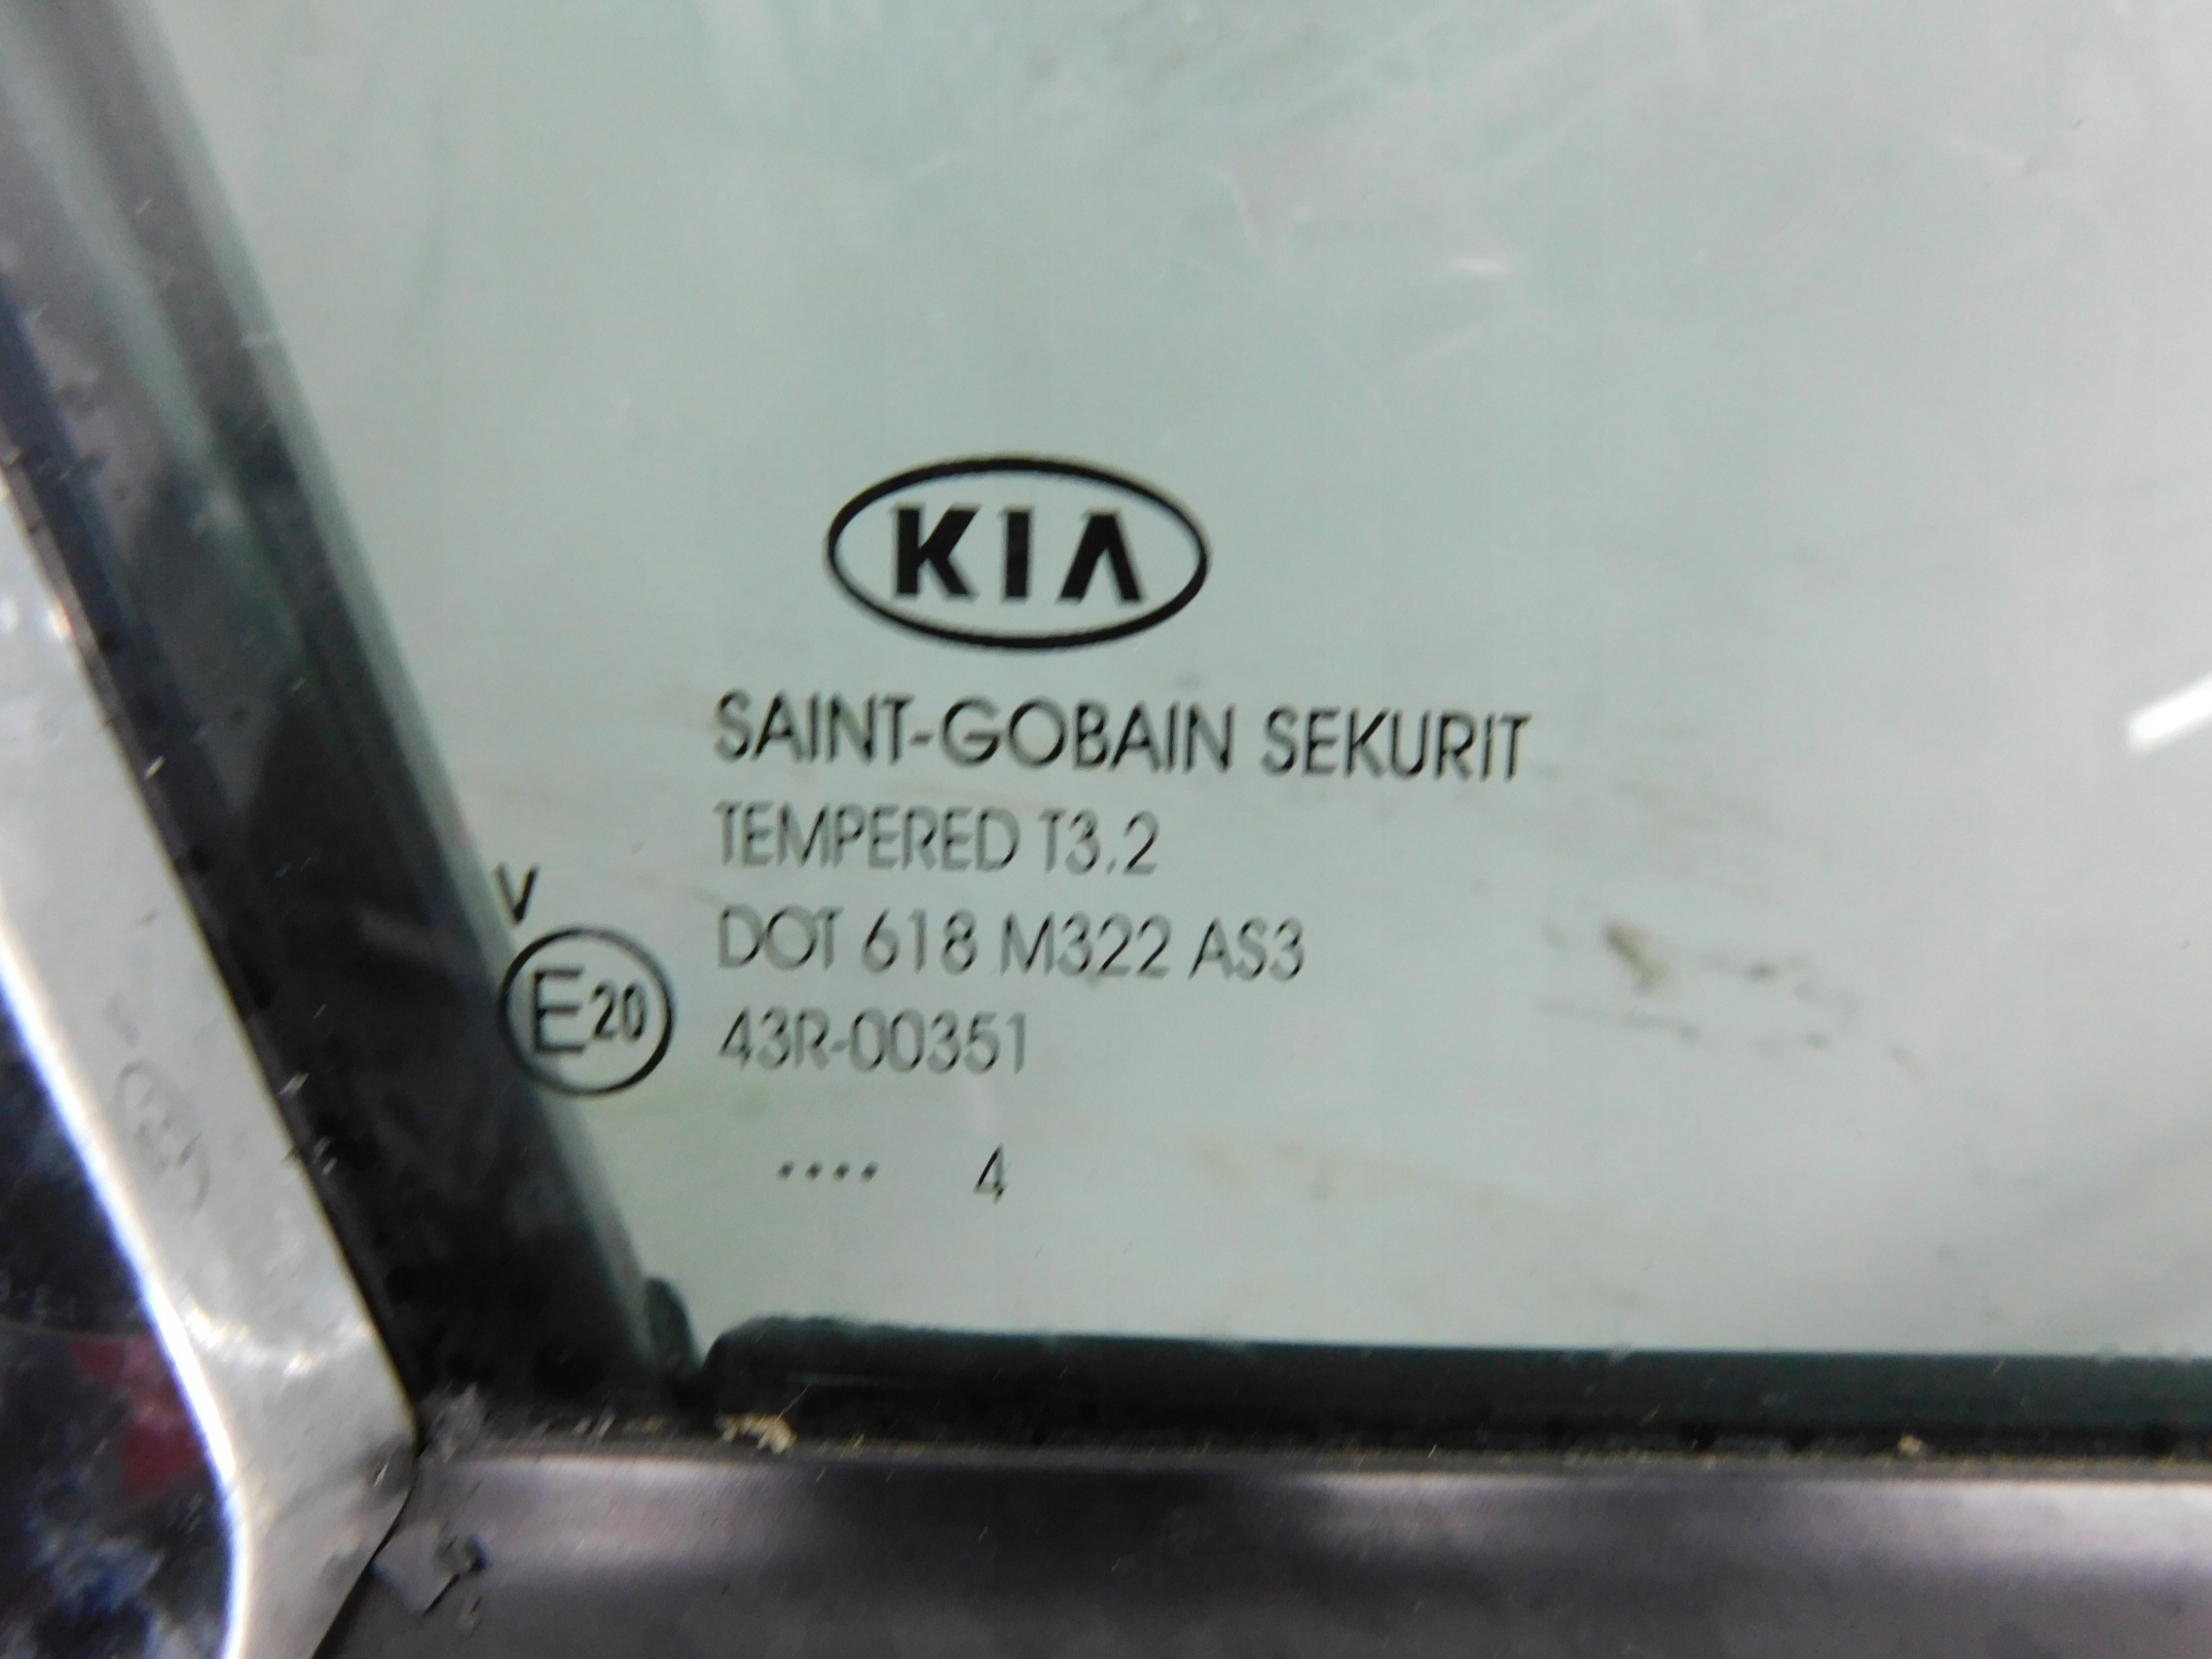 KIA
SAINT-GOBAIN SEKURIT
TEMPERED T3.2
V
DOT 618 M322 AS3
E20
43R-00351
.... 4